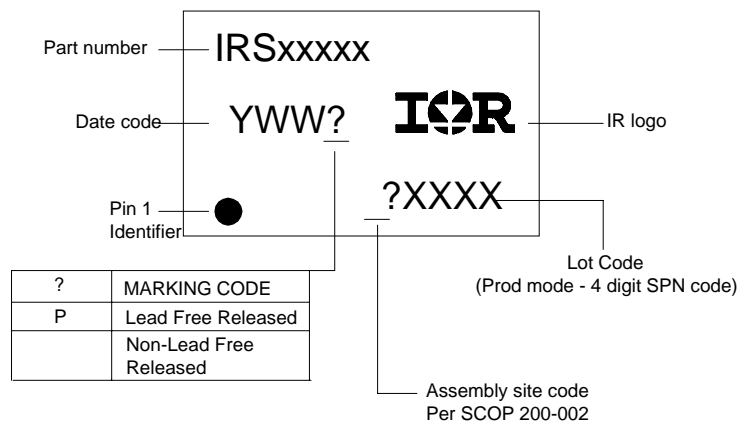 Part number
IRSxxxxx
Date code
YWW?
IOR
IR logo
Pin 1
Identifier
_?XXXX
Lot Code
(Prod mode - 4 digit SPN code)
? MARKING CODE
P Lead Free Released
Non-Lead Free
Released
Assembly site code
Per SCOP 200-002